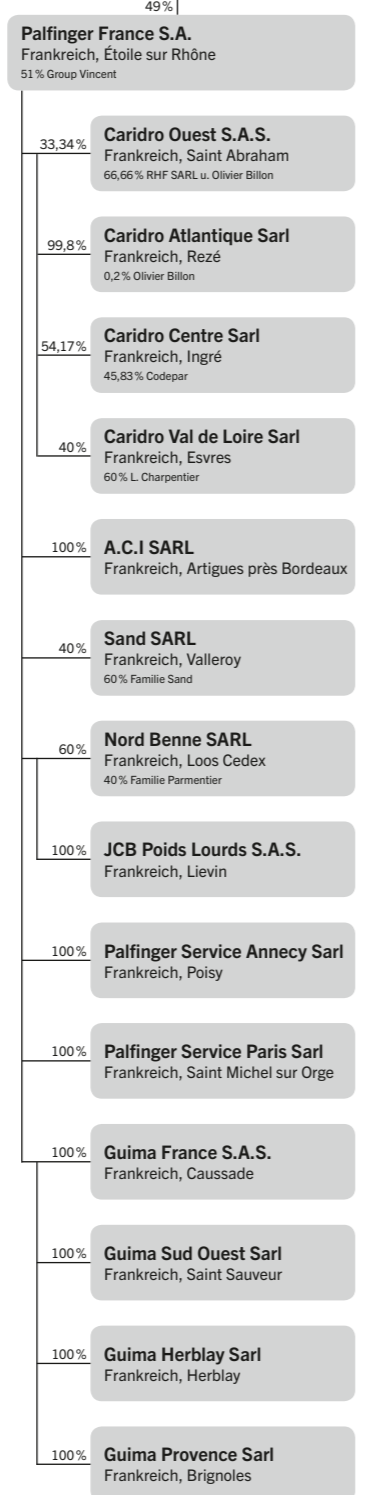 49 %
Palfinger France S.A.
Frankreich, Étoile sur Rhône
51 % Group Vincent
33,34 %
Caridro Ouest S.A.S.
Frankreich, Saint Abraham
66,66 % RHF SARL u. Olivier Billon
99,8 %
Caridro Atlantique Sarl
Frankreich, Rezé
0,2 % Olivier Billon
54,17 %
Caridro Centre Sarl
Frankreich, Ingré
45,83 % Codepar
40 %
Caridro Val de Loire Sarl
Frankreich, Esvres
60 % L. Charpentier
100 %
A.C.I SARL
Frankreich, Artigues près Bordeaux
40 %
Sand SARL
Frankreich, Valleroy
60 % Familie Sand
60 %
Nord Benne SARL
Frankreich, Loos Cedex
40 % Familie Parmentier
100 %
JCB Poids Lourds S.A.S.
Frankreich, Lievin
100 %
Palfinger Service Annecy Sarl
Frankreich, Poisy
100 %
Palfinger Service Paris Sarl
Frankreich, Saint Michel sur Orge
100 %
Guima France S.A.S.
Frankreich, Caussade
100 %
Guima Sud Ouest Sarl
Frankreich, Saint Sauveur
100 %
Guima Herblay Sarl
Frankreich, Herblay
100 %
Guima Provence Sarl
Frankreich, Brignoles